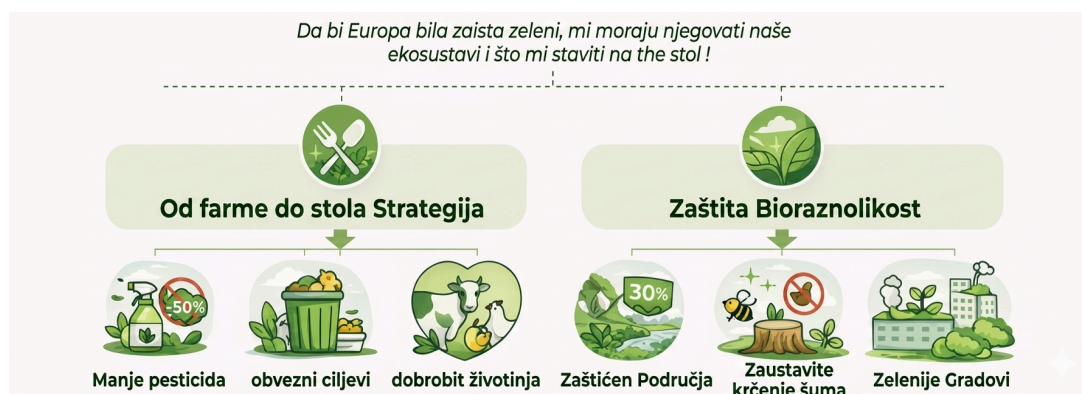 Da bi Europa bila zaista zeleni, mi moraju njegovati naše
ekosustavi i što mi staviti na the stol !
Od farme do stola Strategija
Zaštita Bioraznolikost
-50%
30%
Manje pesticida
obvezni ciljevi
dobrobit životinja
Zaštićen Područja
Zaustavite
krčenje šuma
Zelenije Gradovi